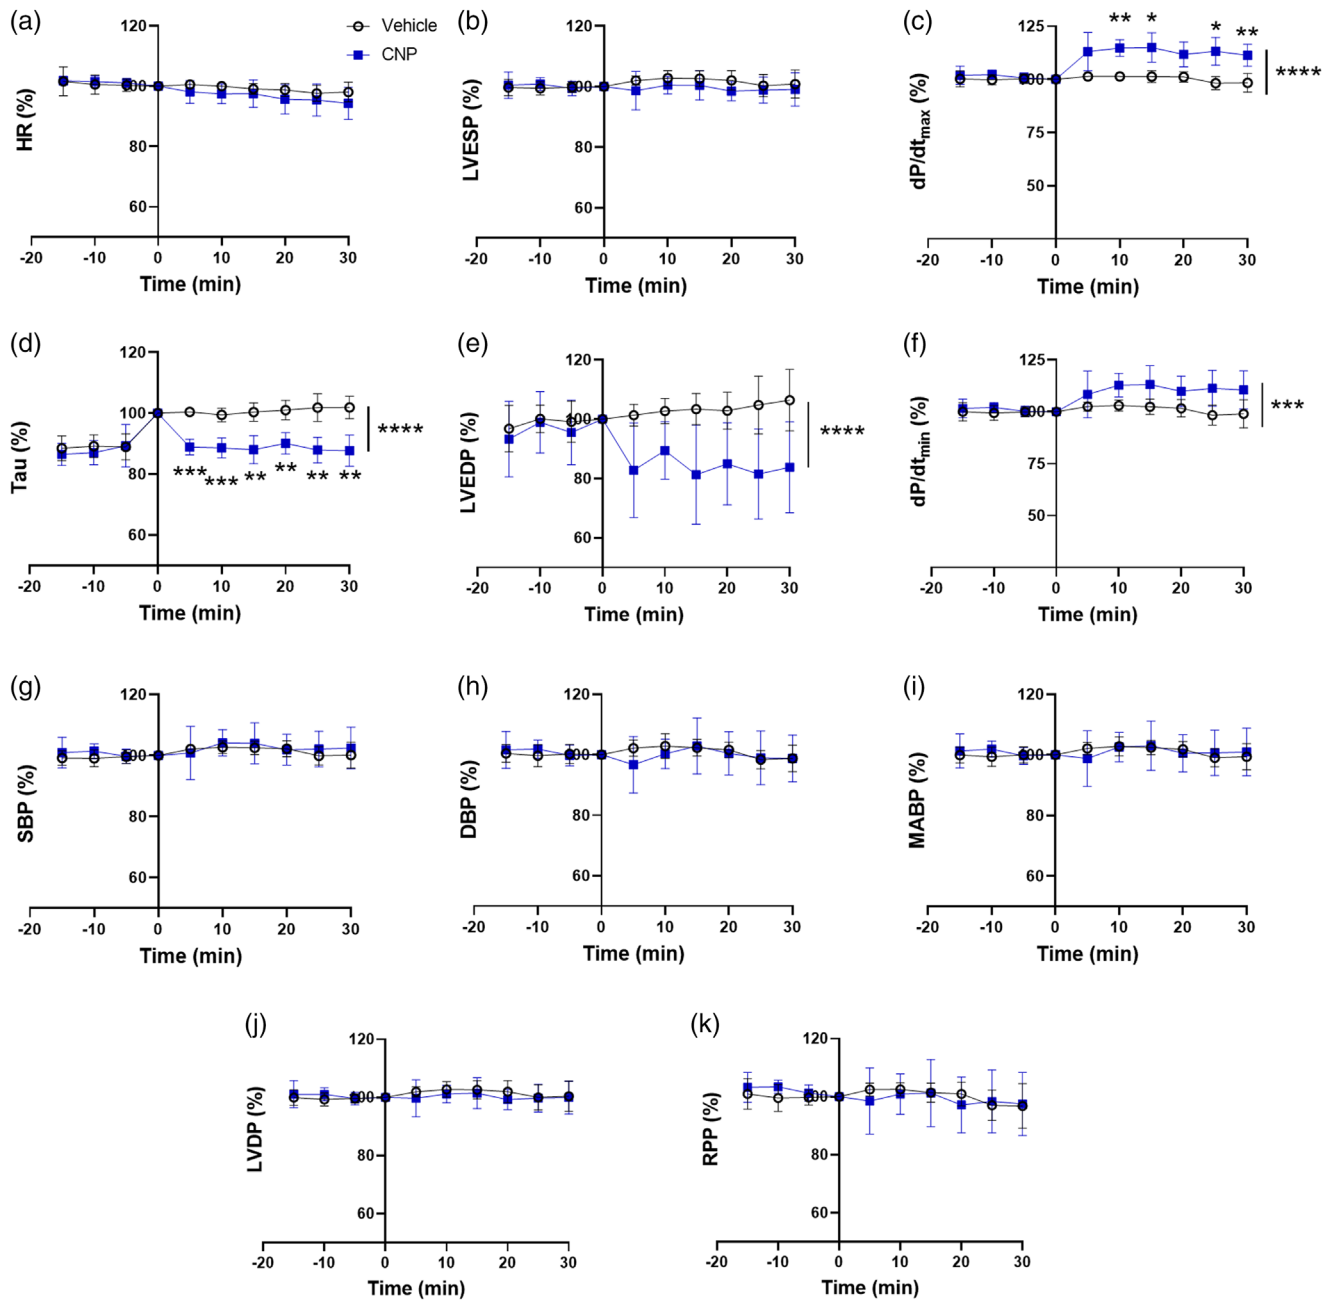 (a)
120
100
80
60
HR (%)
-20 -10 0 10 20 30
Time (min)
Vehicle
CNP
(b)
120
100
80
60
LVESP (%)
-20 -10 0 10 20 30
Time (min)
(c)
** * * **
****
125
100
75
50
dP/dtmax (%)
-20 -10 0 10 20 30
Time (min)
(d)
120
100
80
60
Tau (%)
****
*** *** ** ** ** **
-20 -10 0 10 20 30
Time (min)
(e)
120
100
80
60
LVEDP (%)
****
-20 -10 0 10 20 30
Time (min)
(f)
125
100
75
50
dP/dtmin (%)
***
-20 -10 0 10 20 30
Time (min)
(g)
120
100
80
60
SBP (%)
-20 -10 0 10 20 30
Time (min)
(h)
120
100
80
60
DBP (%)
-20 -10 0 10 20 30
Time (min)
(i)
120
100
80
60
MABP (%)
-20 -10 0 10 20 30
Time (min)
(j)
120
100
80
60
LVDP (%)
-20 -10 0 10 20 30
Time (min)
(k)
120
100
80
60
RPP (%)
-20 -10 0 10 20 30
Time (min)